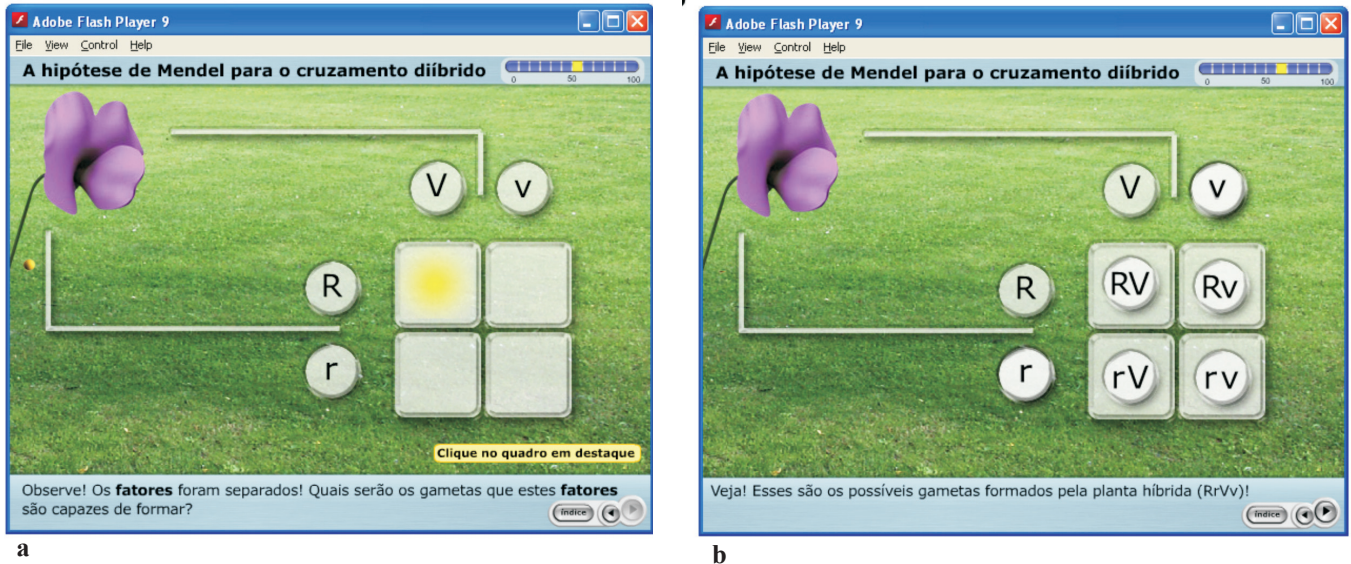 Adobe Flash Player 9
File View Control Help
A hipótese de Mendel para o cruzamento diíbrido
0 50 100
V v
R
r
Clique no quadro em destaque
Observe! Os fatores foram separados! Quais serão os gametas que estes fatores
são capazes de formar?
índice
a
Adobe Flash Player 9
File View Control Help
A hipótese de Mendel para o cruzamento diíbrido
0 50 100
V v
R RV Rv
r rV rv
Veja! Esses são os possíveis gametas formados pela planta híbrida (RrVv)!
índice
b